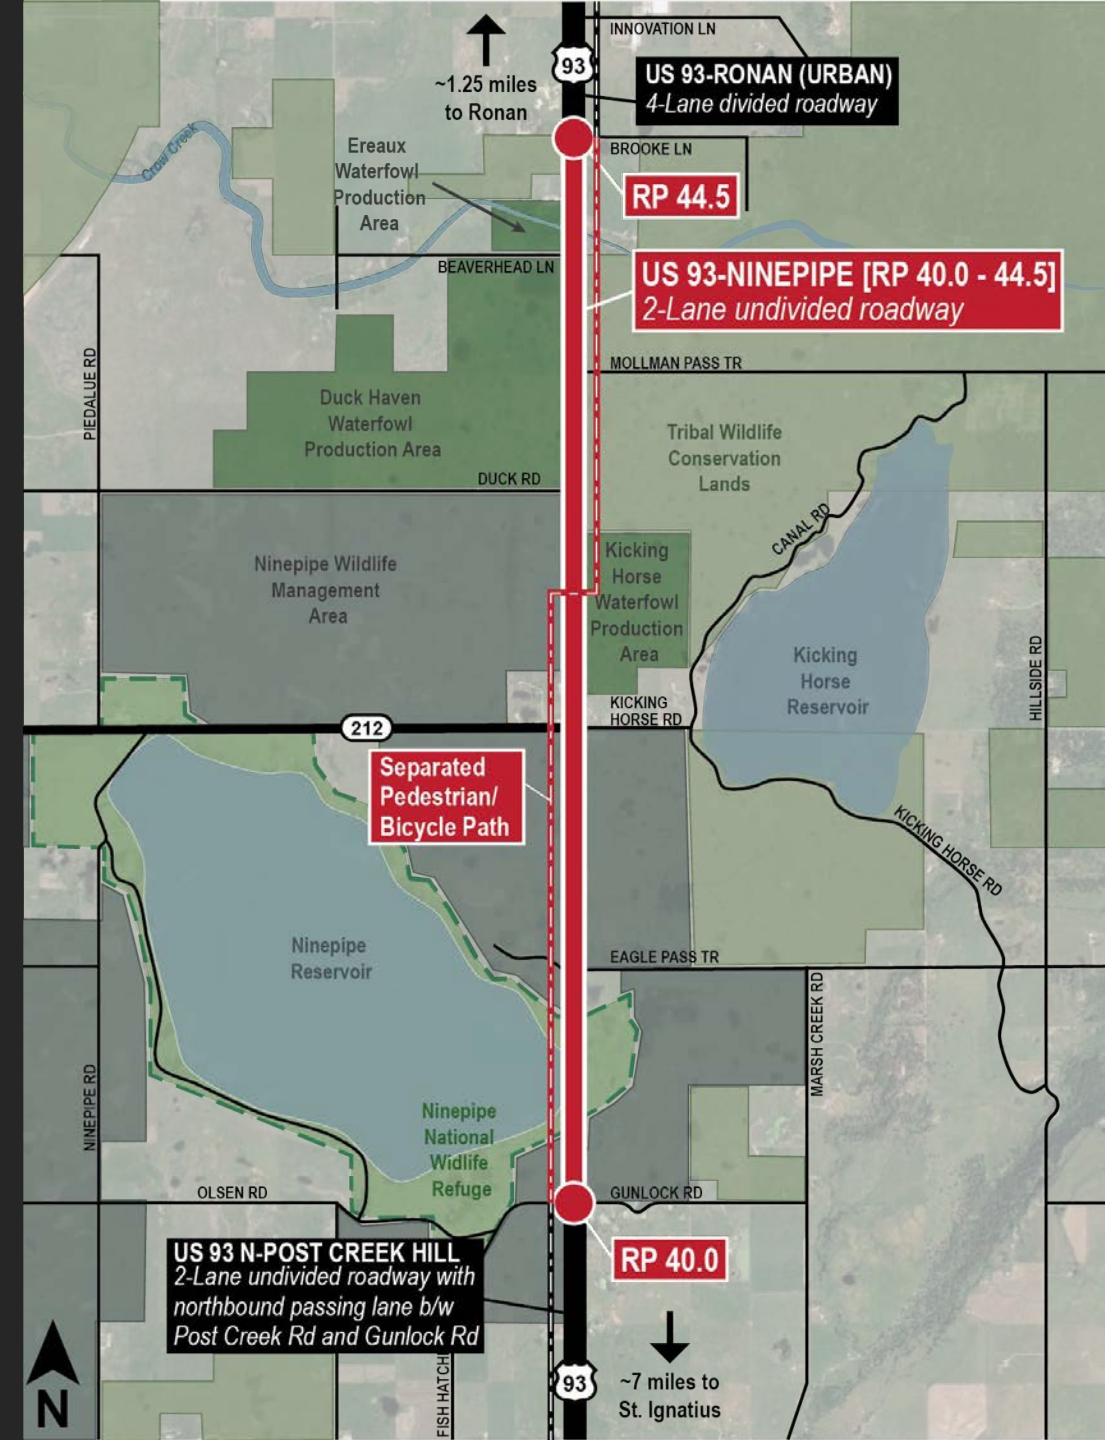 INNOVATION LN
93
US 93-RONAN (URBAN)
4-Lane divided roadway
~1.25 miles
to Ronan
BROOKE LN
Crow Creek
Ereaux
Waterfowl
Production
Area
RP 44.5
BEAVERHEAD LN
US 93-NINEPIPE [RP 40.0 - 44.5]
2-Lane undivided roadway
MOLLMAN PASS TR
PIEDALUE RD
Duck Haven
Waterfowl
Production Area
Tribal Wildlife
Conservation
Lands
DUCK RD
CANAL RD
Ninepipe Wildlife
Management
Area
Kicking
Horse
Waterfowl
Production
Area
Kicking
Horse
Reservoir
HILLSIDE RD
KICKING
HORSE RD
212
Separated
Pedestrian/
Bicycle Path
KICKING HORSE RD
Ninepipe
Reservoir
EAGLE PASS TR
MARSH CREEK RD
NINEPIPE RD
Ninepipe
National
Widlife
Refuge
OLSEN RD
GUNLOCK RD
RP 40.0
US 93 N-POST CREEK HILL
2-Lane undivided roadway with
northbound passing lane b/w
Post Creek Rd and Gunlock Rd
FISH HATCH
93
~7 miles to
St. Ignatius
N